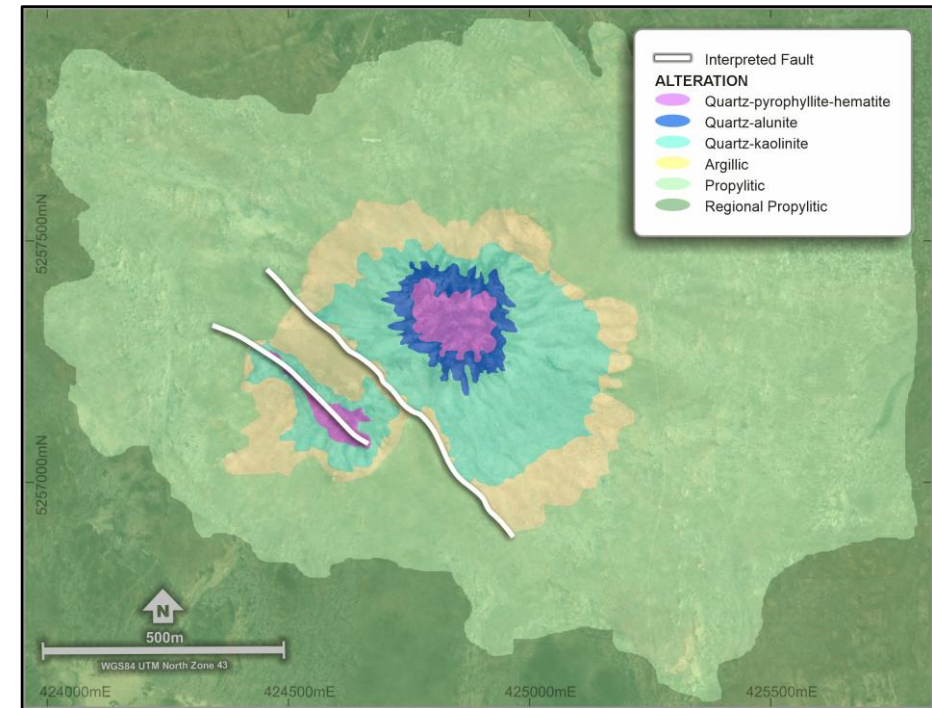 Interpreted Fault
ALTERATION
Quartz-pyrophyllite-hematite
Quartz-alunite
Quartz-kaolinite
Argillic
Propylitic
Regional Propylitic
5257500mN
5257000mN
N
500m
WGS84 UTM North Zone 43
424000mE
424500mE
425000mE
425500mE